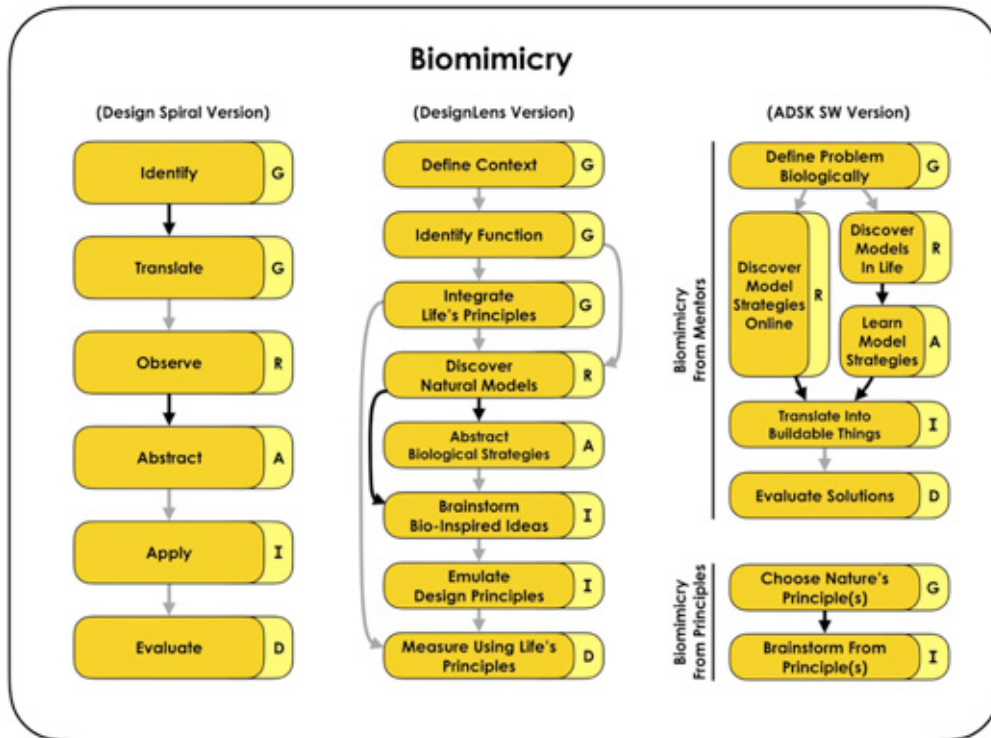 Biomimicry
(Design Spiral Version)
Identify
G
Translate
G
Observe
R
Abstract
A
Apply
I
Evaluate
D
(DesignLens Version)
Define Context
G
Identify Function
G
Integrate
Life's Principles
G
Discover
Natural Models
R
Abstract
Biological Strategies
A
Brainstorm
Bio-Inspired Ideas
I
Emulate
Design Principles
I
Measure Using Life's
Principles
D
(ADSK SW Version)
Biomimicry
From Mentors
Define Problem
Biologically
G
Discover
Model
Strategies
Online
R
Discover
Models
In Life
R
Learn
Model
Strategies
A
Translate Into
Buildable Things
I
Evaluate Solutions
D
Biomimicry
From Principles
Choose Nature's
Principle(s)
G
Brainstorm From
Principle(s)
I